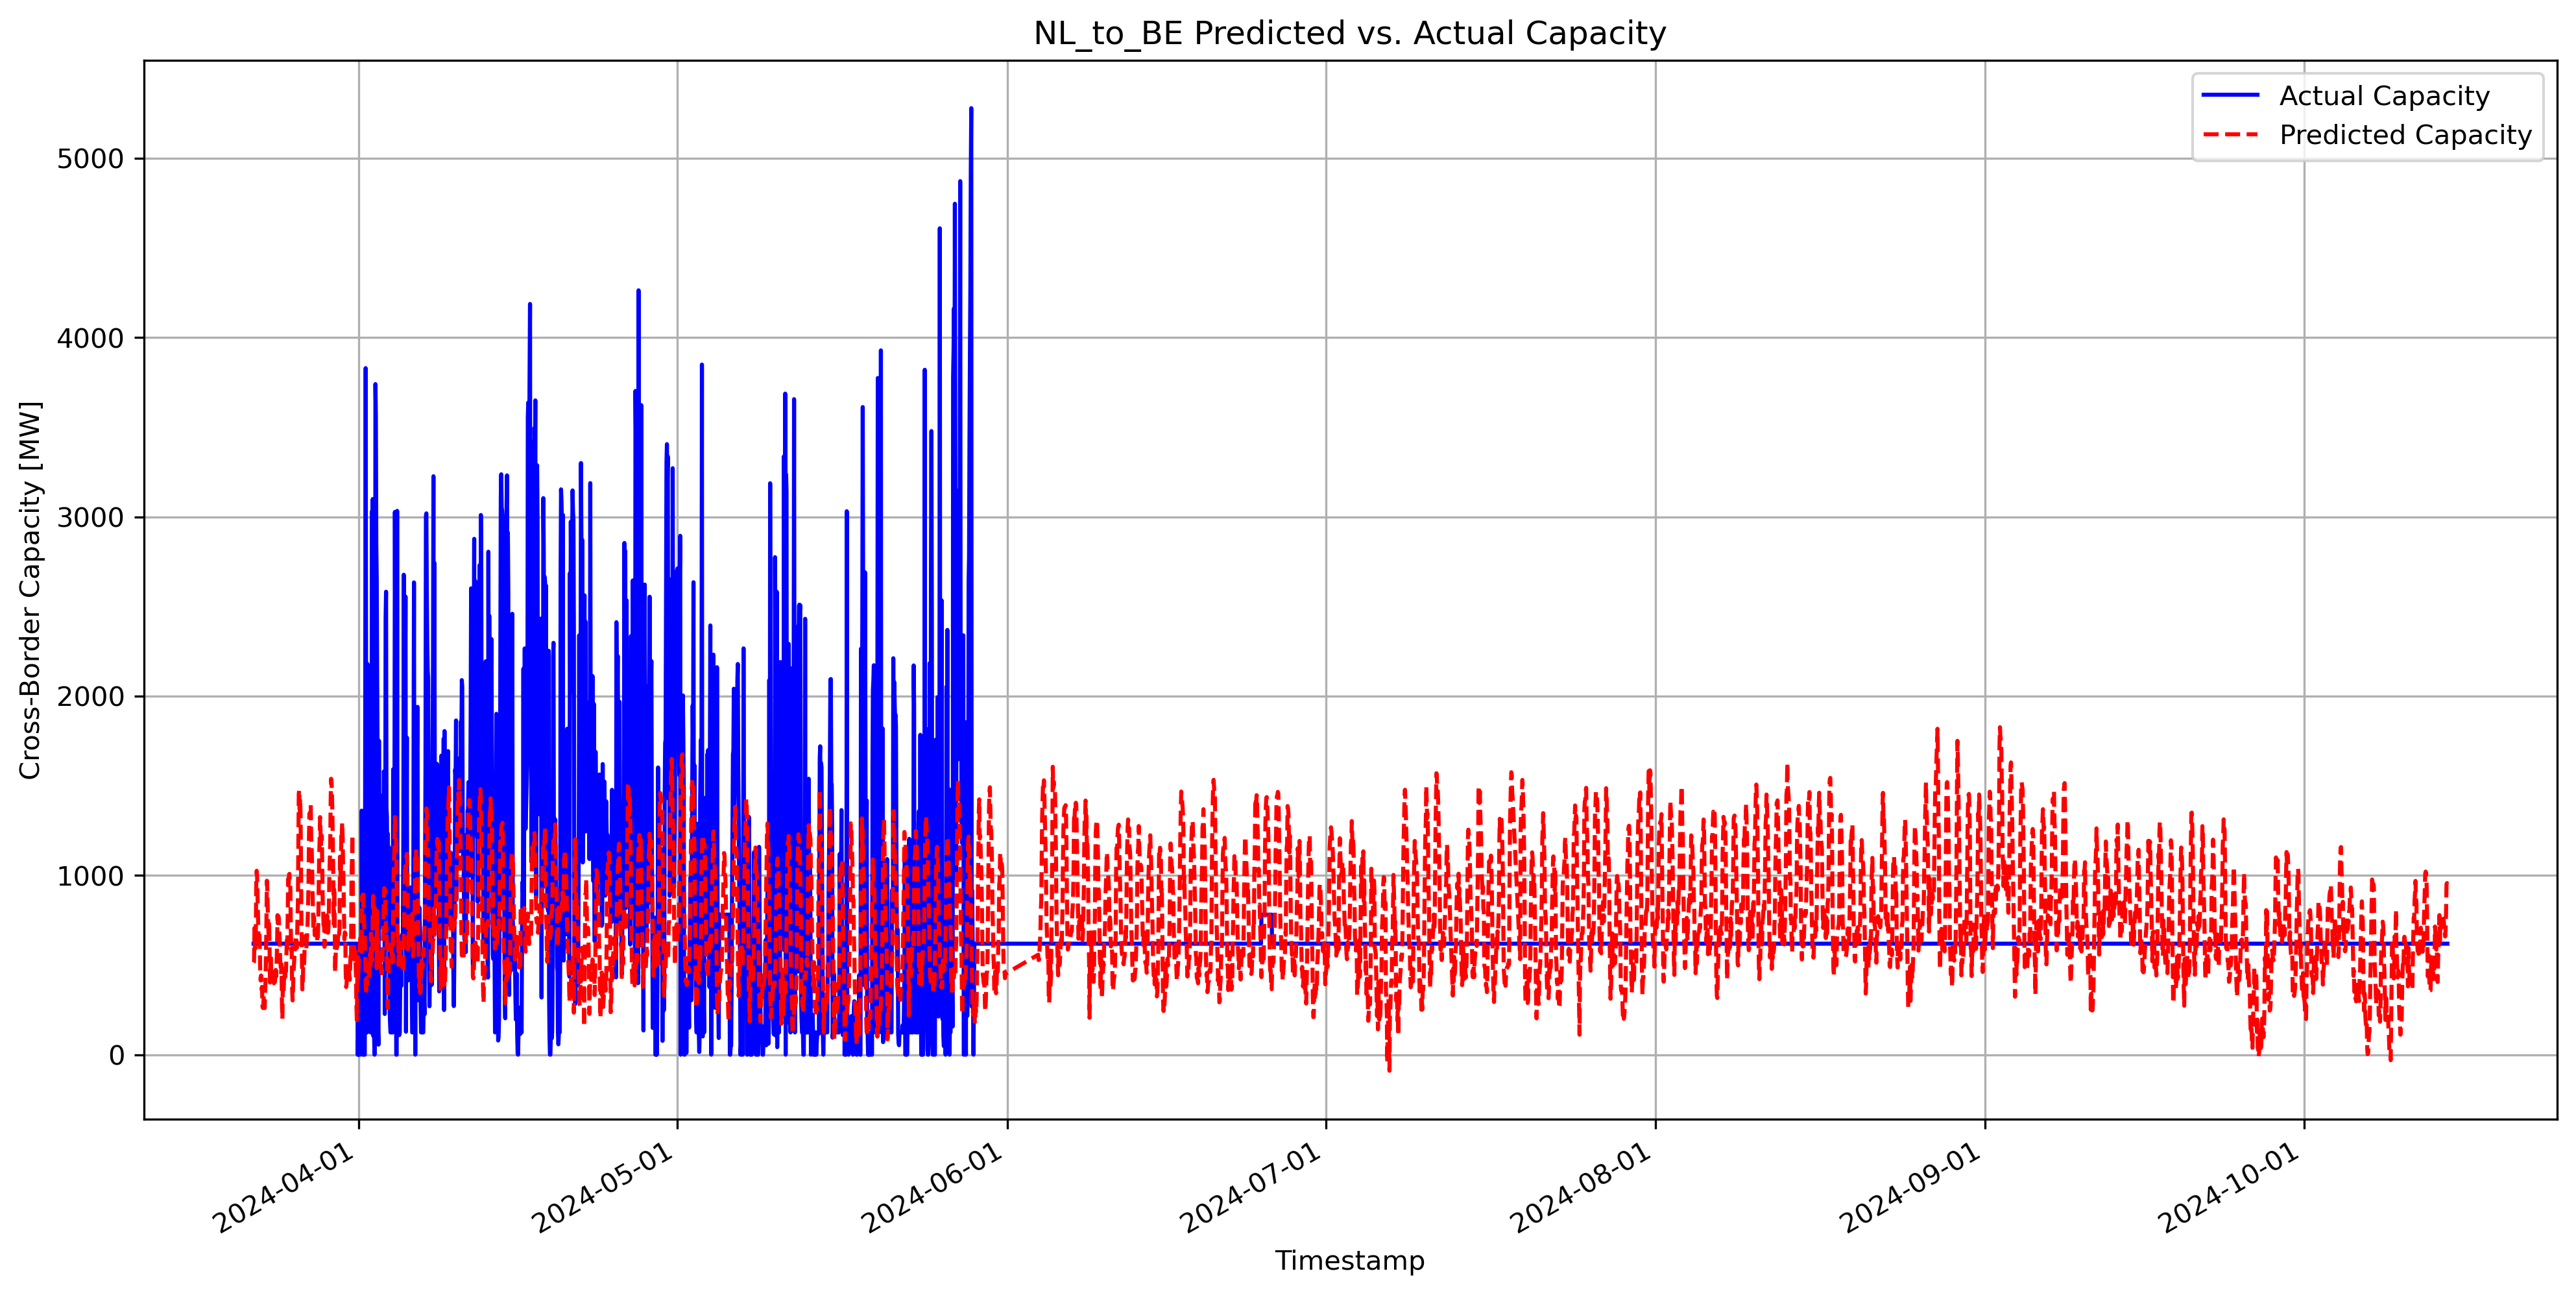 NL_to_BE Predicted vs. Actual Capacity
Actual Capacity
Predicted Capacity
Cross-Border Capacity [MW]
5000
4000
3000
2000
1000
0
2024-04-01
2024-05-01
2024-06-01
2024-07-01
2024-08-01
2024-09-01
2024-10-01
Timestamp